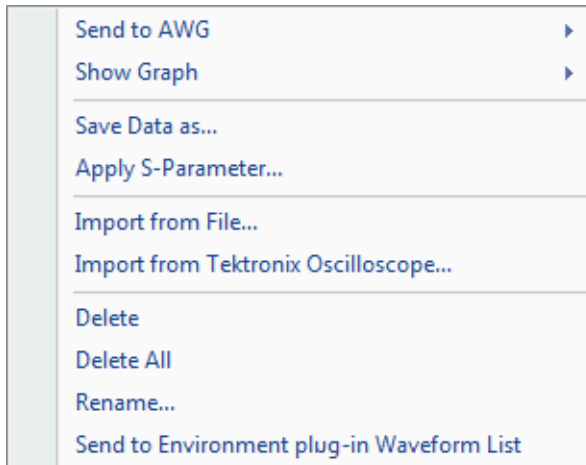 Send to AWG
Show Graph
Save Data as...
Apply S-Parameter...
Import from File...
Import from Tektronix Oscilloscope...
Delete
Delete All
Rename...
Send to Environment plug-in Waveform List